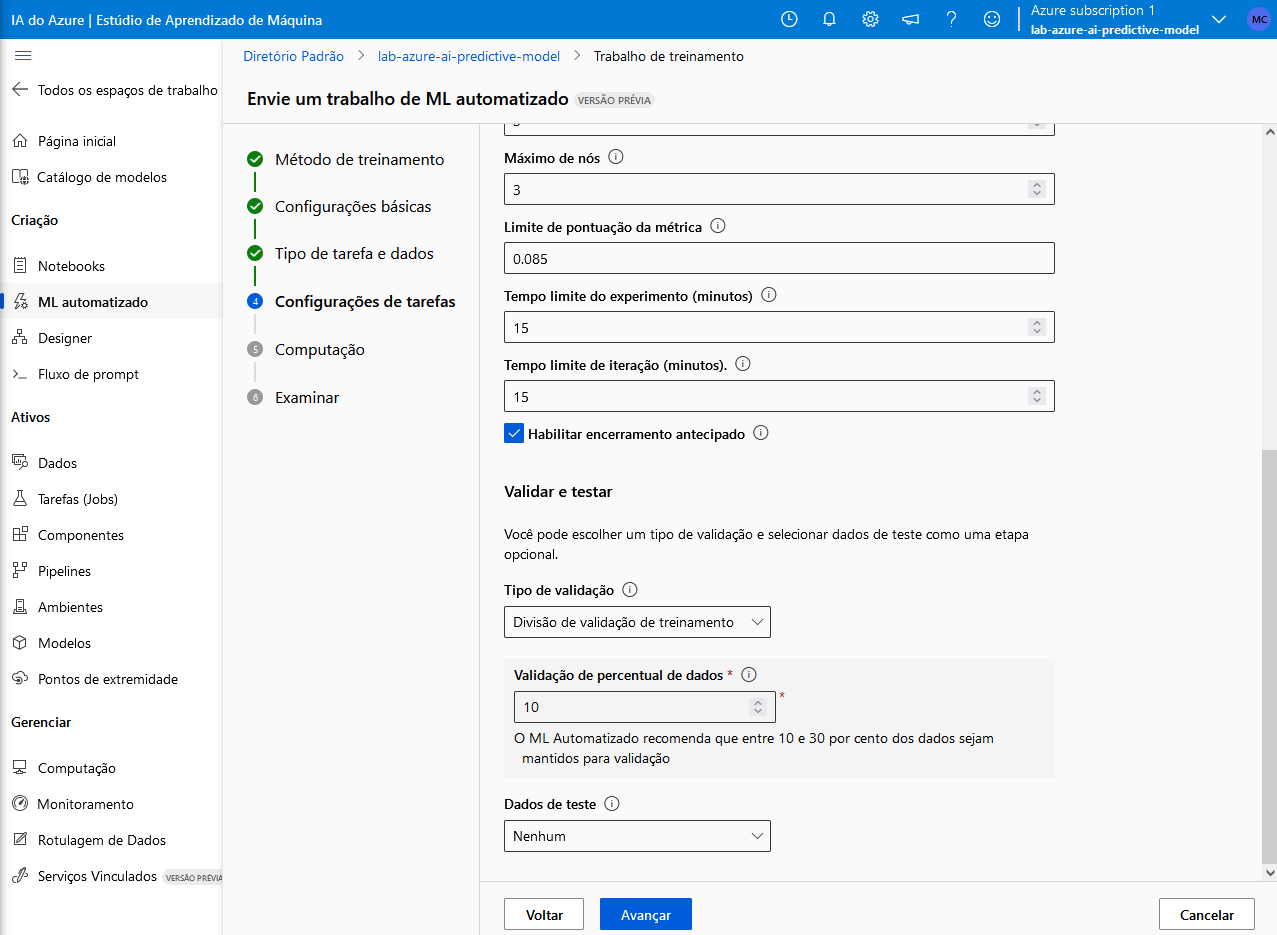 IA do Azure | Estúdio de Aprendizado de Máquina
Azure subscription 1
lab-azure-ai-predictive-model
MC
Todos os espaços de trabalho
Página inicial
Catálogo de modelos
Criação
Notebooks
ML automatizado
Designer
Fluxo de prompt
Ativos
Dados
Tarefas (Jobs)
Componentes
Pipelines
Ambientes
Modelos
Pontos de extremidade
Gerenciar
Computação
Monitoramento
Rotulagem de Dados
Serviços Vinculados VERSÃO PRÉVIA
Diretório Padrão > lab-azure-ai-predictive-model > Trabalho de treinamento
Envie um trabalho de ML automatizado VERSÃO PRÉVIA
Método de treinamento
Configurações básicas
Tipo de tarefa e dados
4 Configurações de tarefas
5 Computação
6 Examinar
Máximo de nós
3
Limite de pontuação da métrica
0.085
Tempo limite do experimento (minutos)
15
Tempo limite de iteração (minutos).
15
Habilitar encerramento antecipado
Validar e testar
Você pode escolher um tipo de validação e selecionar dados de teste como uma etapa
opcional.
Tipo de validação
Divisão de validação de treinamento
Validação de percentual de dados *
10 *
O ML Automatizado recomenda que entre 10 e 30 por cento dos dados sejam
mantidos para validação
Dados de teste
Nenhum
Voltar
Avançar
Cancelar